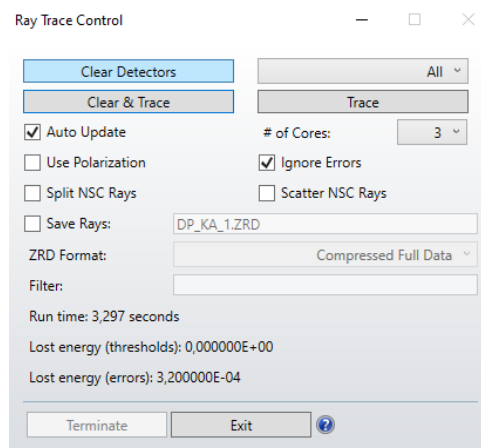 Ray Trace Control
Clear Detectors All
Clear & Trace Trace
Auto Update # of Cores: 3
Use Polarization Ignore Errors
Split NSC Rays Scatter NSC Rays
Save Rays: DP_KA_1.ZRD
ZRD Format: Compressed Full Data
Filter:
Run time: 3,297 seconds
Lost energy (thresholds): 0,000000E+00
Lost energy (errors): 3,200000E-04
Terminate Exit ?